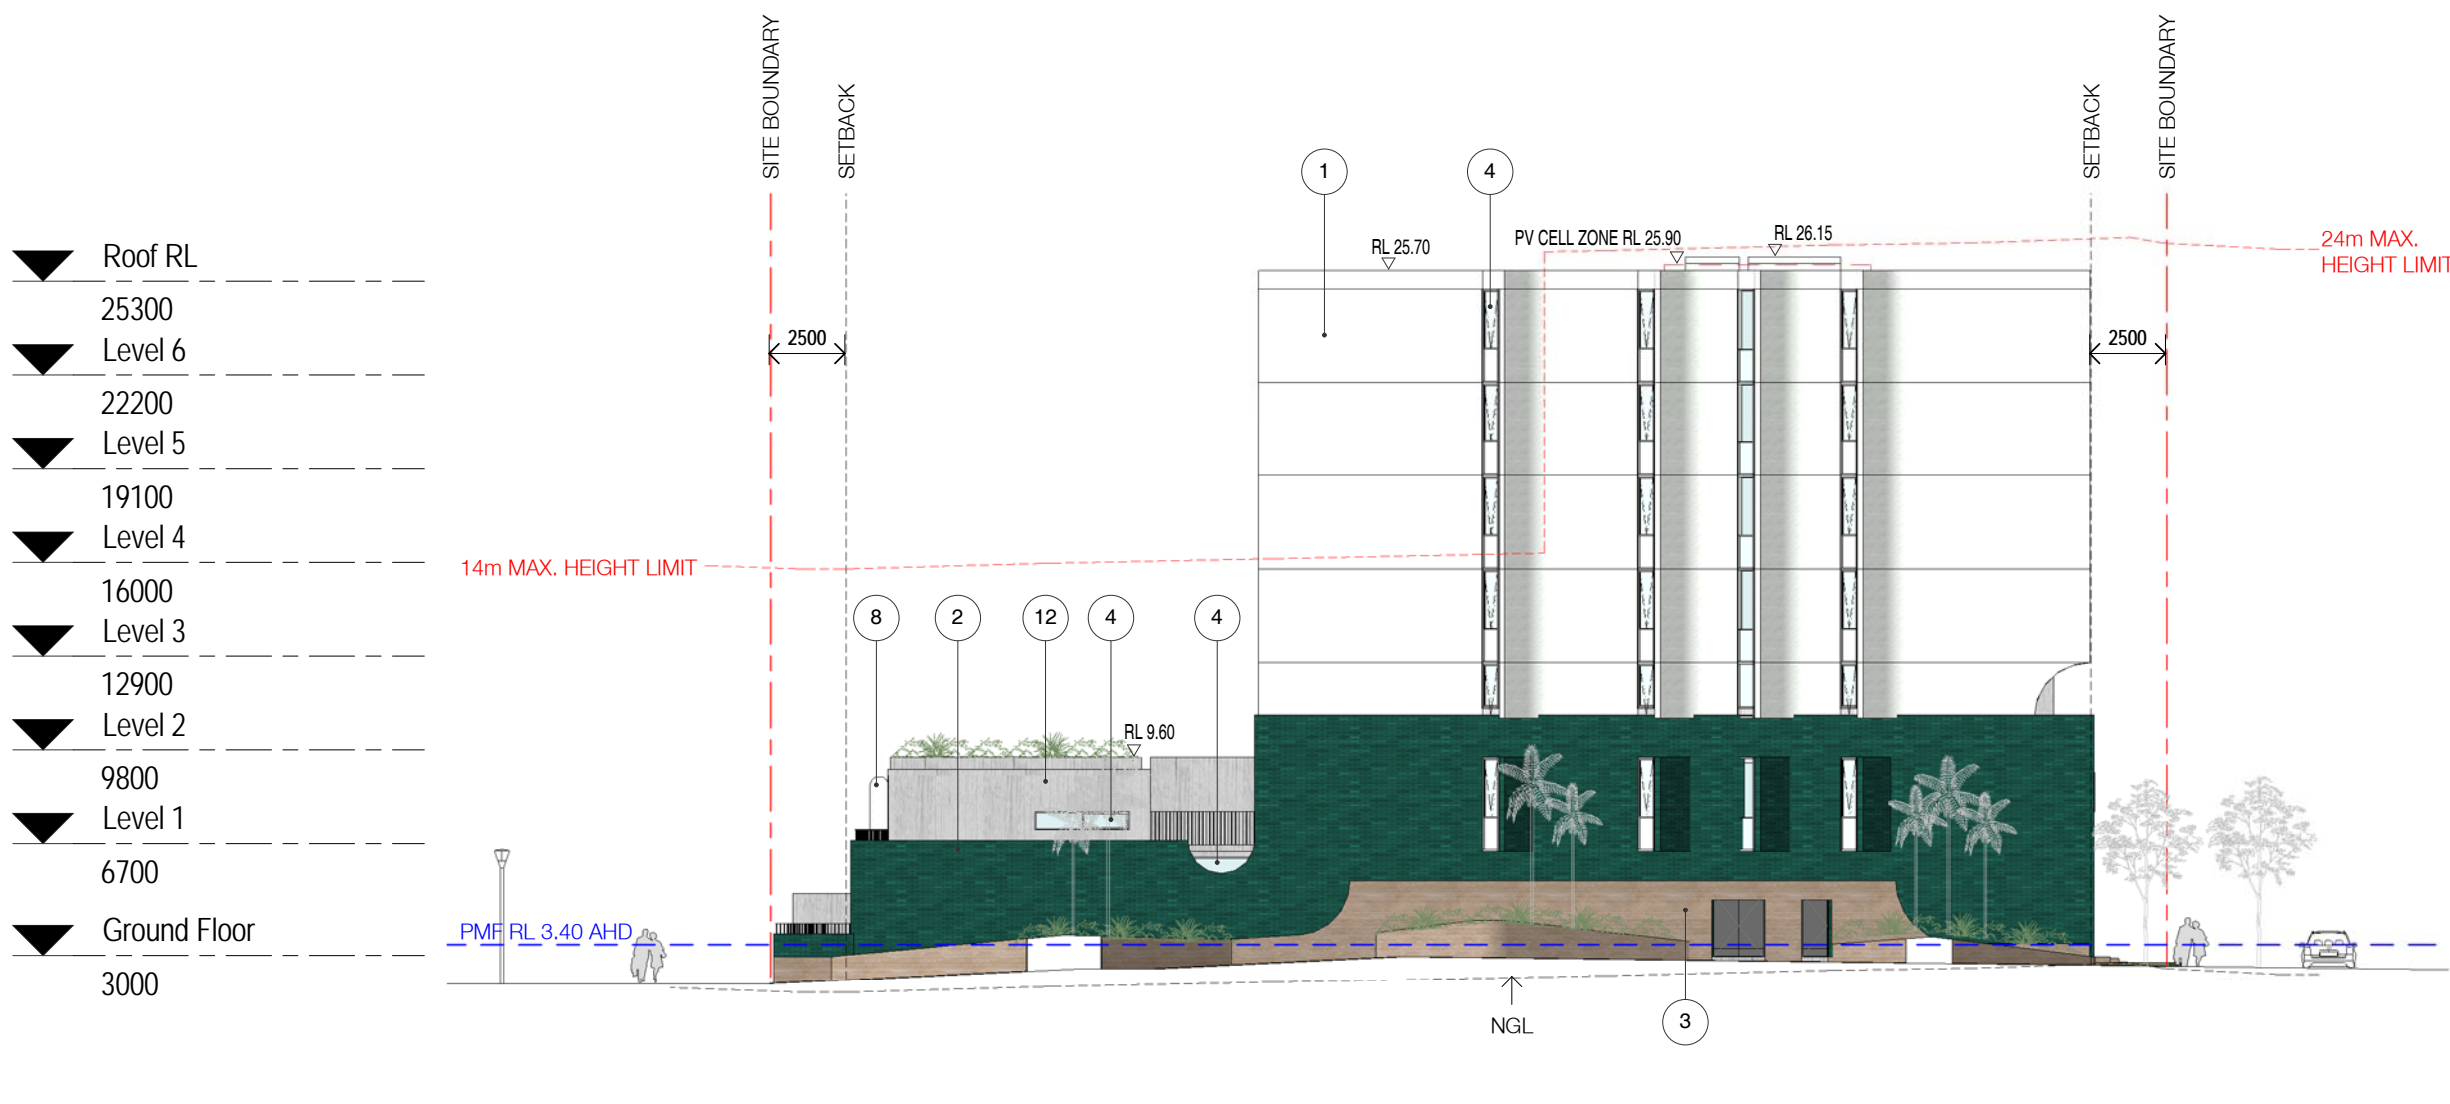 SITE BOUNDARY
SETBACK
SETBACK
SITE BOUNDARY
1
4
RL 25.70
PV CELL ZONE RL 25.90
RL 26.15
24m MAX.
HEIGHT LIMIT
Roof RL
25300
Level 6
22200
Level 5
19100
Level 4
16000
Level 3
12900
Level 2
9800
Level 1
6700
Ground Floor
3000
2500
2500
14m MAX. HEIGHT LIMIT
8
2
12
4
4
RL 9.60
PMF RL 3.40 AHD
NGL
3